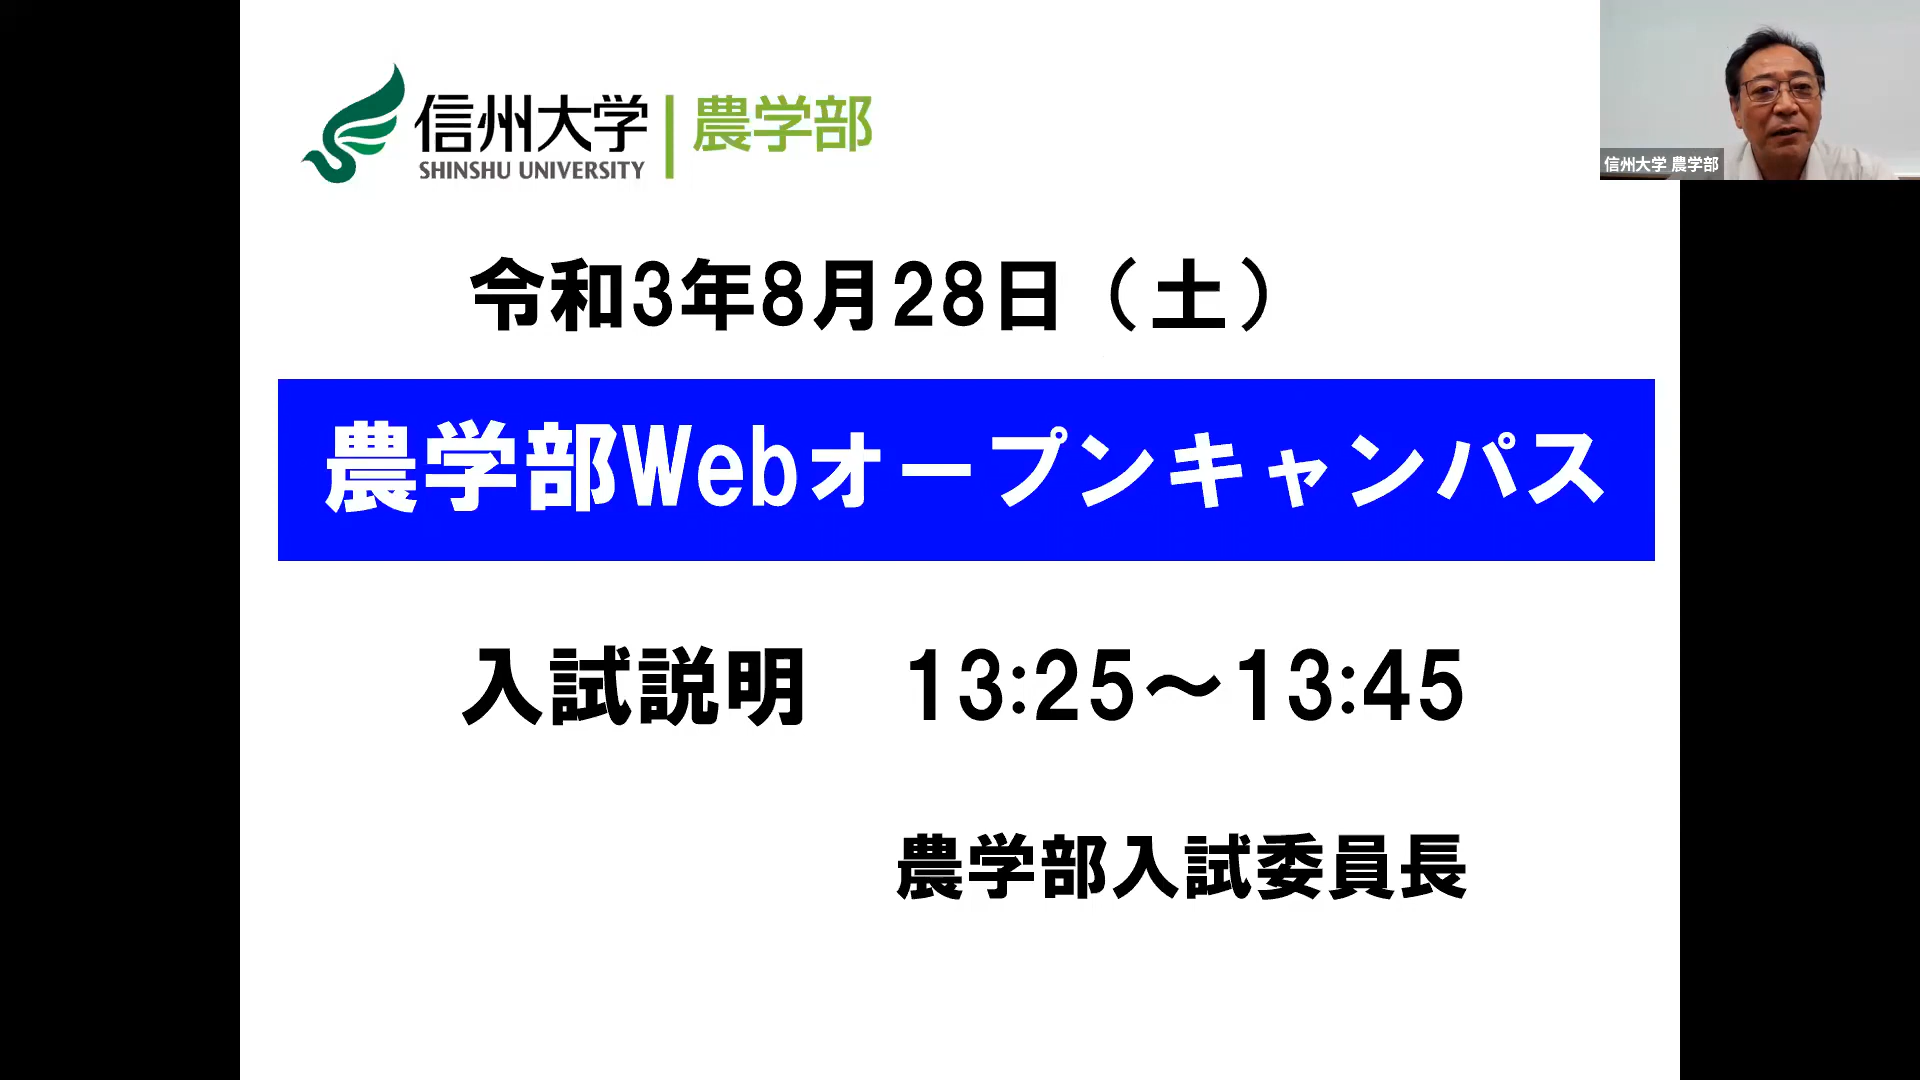 信州大学 農学部
SHINSHU UNIVERSITY
信州大学 農学部
令和3年8月28日（土）
農学部Webオープンキャンパス
入試説明　13:25～13:45
農学部入試委員長